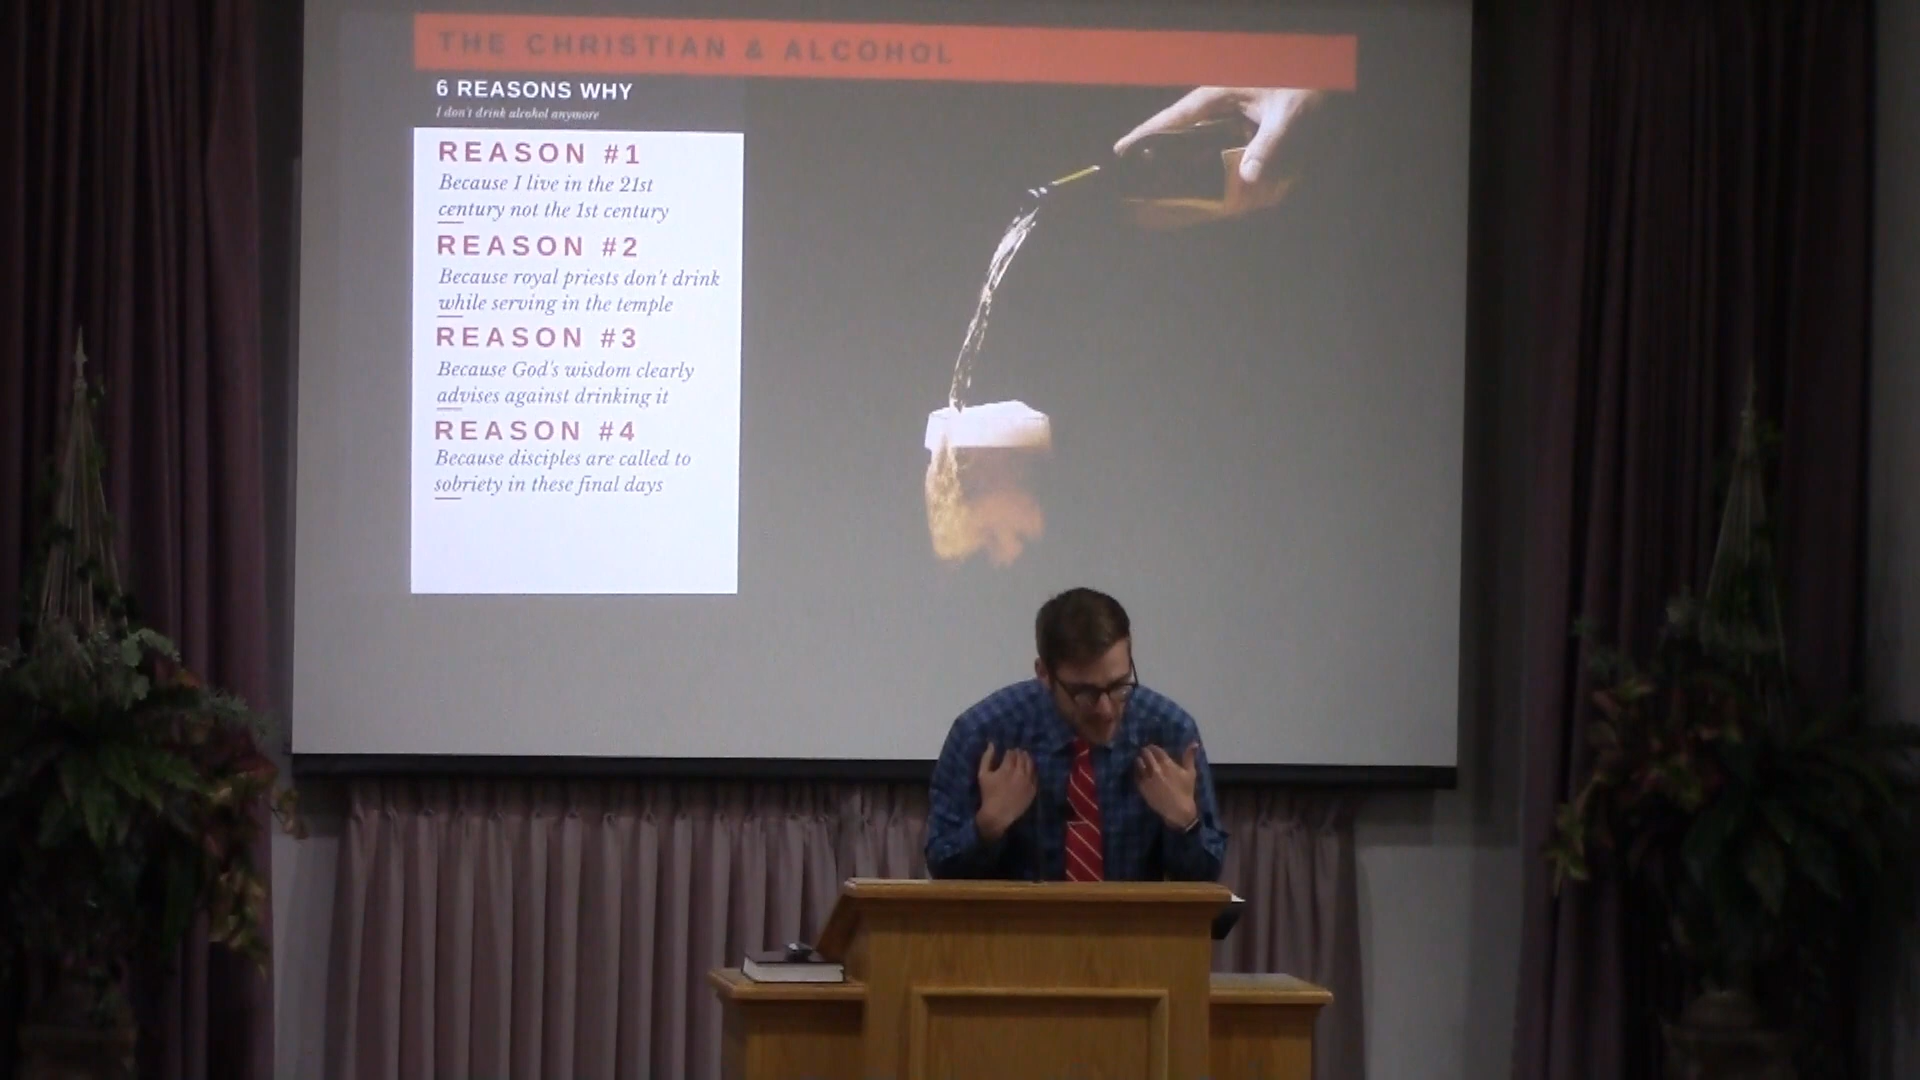 THE CHRISTIAN & ALCOHOL
6 REASONS WHY
I don't drink alcohol anymore
REASON #1
Because I live in the 21st
century not the 1st century
REASON #2
Because royal priests don't drink
while serving in the temple
REASON #3
Because God's wisdom clearly
advises against drinking it
REASON #4
Because disciples are called to
sobriety in these final days